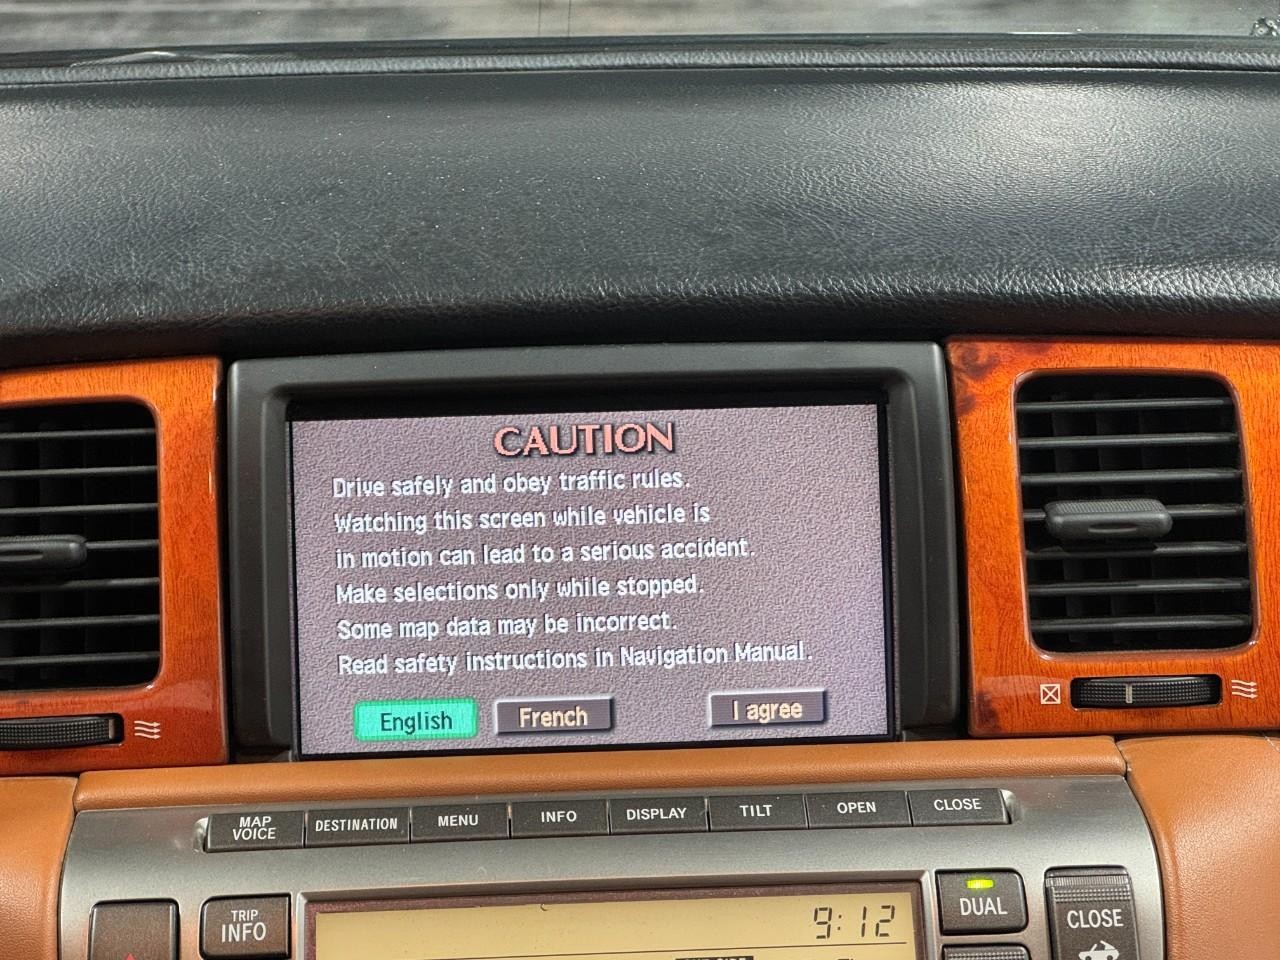 CAUTION
Drive safely and obey traffic rules.
Watching this screen while vehicle is
in motion can lead to a serious accident.
Make selections only while stopped.
Some map data may be incorrect.
Read safety instructions in Navigation Manual.
English French I agree
MAP VOICE DESTINATION MENU INFO DISPLAY TILT OPEN CLOSE
TRIP INFO
9:12
DUAL
CLOSE